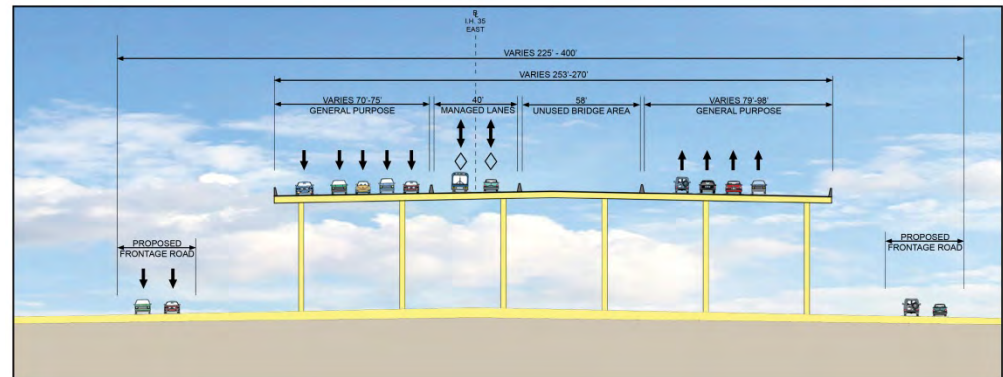 B
I.H. 35
EAST
VARIES 225' - 400'
VARIES 253'-270'
VARIES 70'-75'
GENERAL PURPOSE
40'
MANAGED LANES
58'
UNUSED BRIDGE AREA
VARIES 79'-98'
GENERAL PURPOSE
PROPOSED
FRONTAGE ROAD
PROPOSED
FRONTAGE ROAD